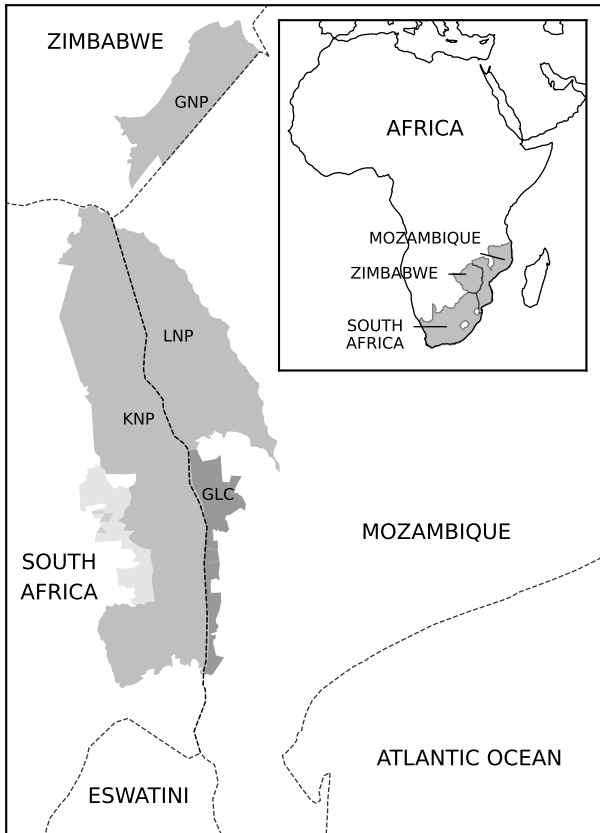 ZIMBABWE
GNP
AFRICA
MOZAMBIQUE
ZIMBABWE
SOUTH
AFRICA
LNP
KNP
GLC
MOZAMBIQUE
SOUTH
AFRICA
ATLANTIC OCEAN
ESWATINI